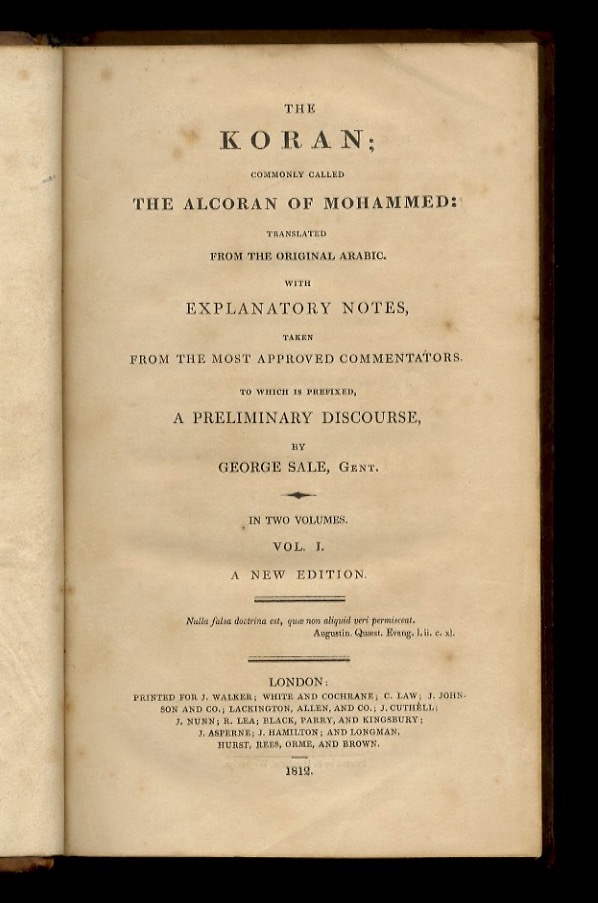 THE
KORAN;
COMMONLY CALLED
THE ALCORAN OF MOHAMMED:
TRANSLATED
FROM THE ORIGINAL ARABIC.
WITH
EXPLANATORY NOTES,
TAKEN
FROM THE MOST APPROVED COMMENTATORS.
TO WHICH IS PREFIXED,
A PRELIMINARY DISCOURSE,
BY
GEORGE SALE, GENT.
IN TWO VOLUMES.
VOL. I.
A NEW EDITION.
Nulla falsa doctrina est, quæ non aliquid veri permisceat.
Augustin. Quæst. Evang. l. ii. c. xl.
LONDON:
PRINTED FOR J. WALKER; WHITE AND COCHRANE; C. LAW; J. JOHN-
SON AND CO.; LACKINGTON, ALLEN, AND CO.; J. CUTHELL;
J. NUNN; R. LEA; BLACK, PARRY, AND KINGSBURY;
J. ASPERNE; J. HAMILTON; AND LONGMAN,
HURST, REES, ORME, AND BROWN.
1812.